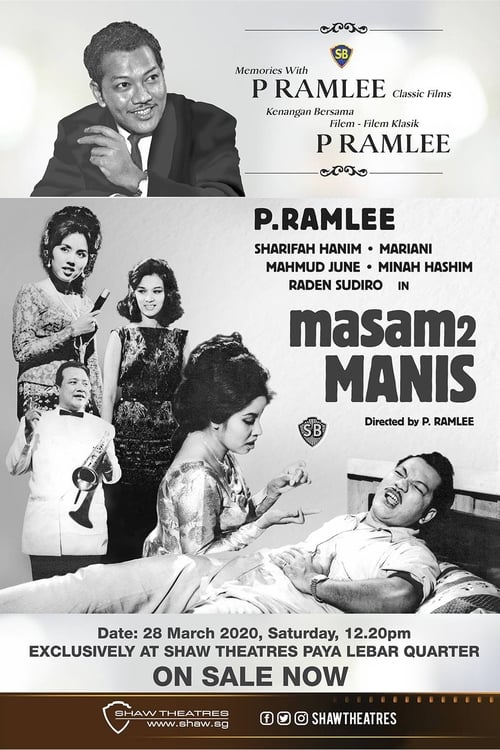 SB
Memories With
P RAMLEE Classic Films
Kenangan Bersama
Filem - Filem Klasik
P RAMLEE
P.RAMLEE
SHARIFAH HANIM • MARIANI
MAHMUD JUNE • MINAH HASHIM
RADEN SUDIRO IN
masam2
MANIS
Directed by P. RAMLEE
SB
Date: 28 March 2020, Saturday, 12.20pm
EXCLUSIVELY AT SHAW THEATRES PAYA LEBAR QUARTER
ON SALE NOW
SHAW THEATRES
www.shaw.sg
SHAWTHEATRES